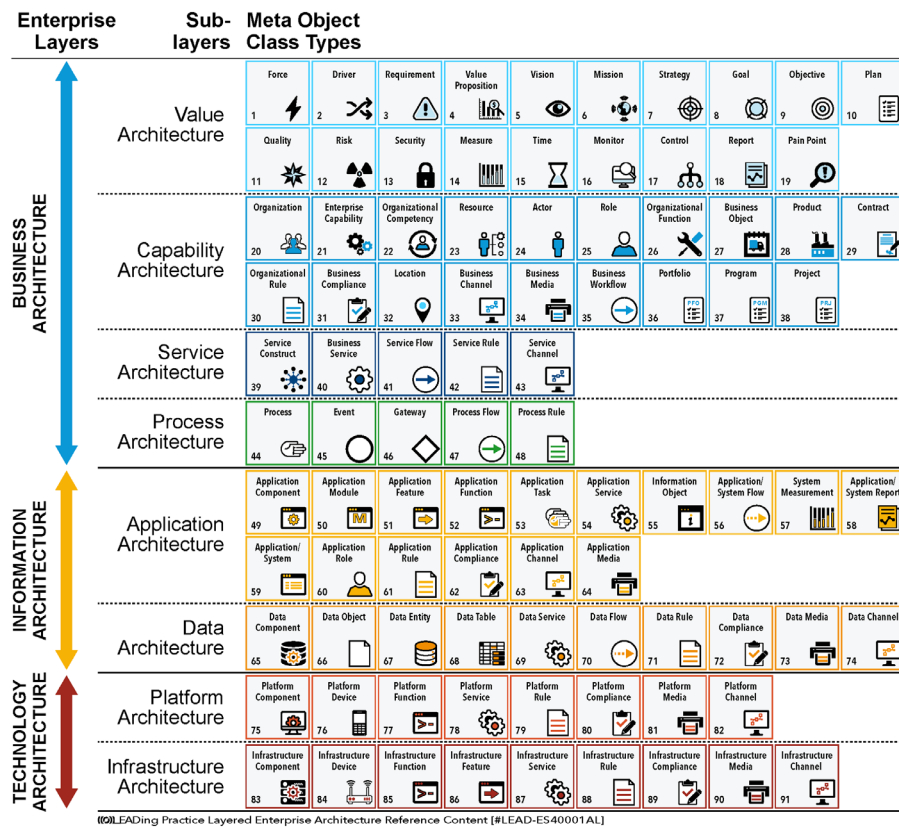 Enterprise Layers
Sub-layers
Meta Object Class Types
BUSINESS ARCHITECTURE
Value Architecture
Force Driver Requirement Value Proposition Vision Mission Strategy Goal Objective Plan
1 2 3 4 5 6 7 8 9 10
Quality Risk Security Measure Time Monitor Control Report Pain Point
11 12 13 14 15 16 17 18 19
Capability Architecture
Organization Enterprise Capability Organizational Competency Resource Actor Role Organizational Function Business Object Product Contract
20 21 22 23 24 25 26 27 28 29
Organizational Rule Business Compliance Location Business Channel Business Media Business Workflow Portfolio Program Project
PFO PGM PRJ
30 31 32 33 34 35 36 37 38
Service Architecture
Service Construct Business Service Service Flow Service Rule Service Channel
39 40 41 42 43
Process Architecture
Process Event Gateway Process Flow Process Rule
44 45 46 47 48
INFORMATION ARCHITECTURE
Application Architecture
Application Component Application Module Application Feature Application Function Application Task Application Service Information Object Application/ System Flow System Measurement Application/ System Report
M
49 50 51 52 53 54 55 56 57 58
Application/ System Application Role Application Rule Application Compliance Application Channel Application Media
59 60 61 62 63 64
Data Architecture
Data Component Data Object Data Entity Data Table Data Service Data Flow Data Rule Data Compliance Data Media Data Channel
65 66 67 68 69 70 71 72 73 74
TECHNOLOGY ARCHITECTURE
Platform Architecture
Platform Component Platform Device Platform Function Platform Service Platform Rule Platform Compliance Platform Media Platform Channel
75 76 77 78 79 80 81 82
Infrastructure Architecture
Infrastructure Component Infrastructure Device Infrastructure Function Infrastructure Feature Infrastructure Service Infrastructure Rule Infrastructure Compliance Infrastructure Media Infrastructure Channel
83 84 85 86 87 88 89 90 91
LEADing Practice Layered Enterprise Architecture Reference Content [#LEAD-ES40001AL]